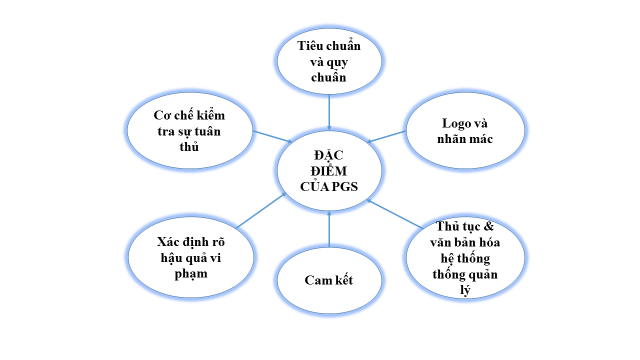 Tiêu chuẩn
và quy
chuẩn
Cơ chế kiểm
tra sự tuân
thủ
Logo và
nhãn mác
ĐẶC
ĐIỂM
CỦA PGS
Xác định rõ
hậu quả vi
phạm
Cam kết
Thủ tục &
văn bản hóa
hệ thống
thống quản
lý